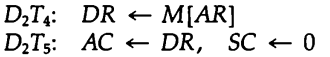 D₂T₄: DR ← M[AR]
D₂T₅: AC ← DR, SC ← 0